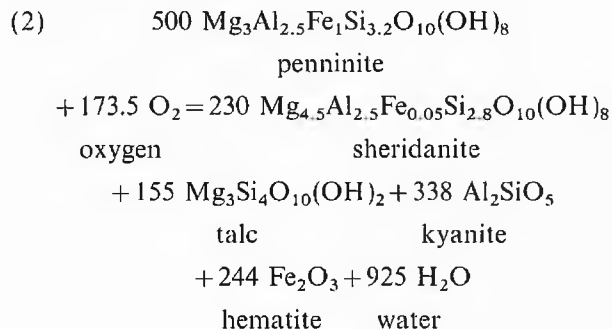 (2) 500 Mg₃Al₂.₅Fe₁Si₃.₂O₁₀(OH)₈
penninite
+ 173.5 O₂ = 230 Mg₄.₅Al₂.₅Fe₀.₀₅Si₂.₈O₁₀(OH)₈
oxygen sheridanite
+ 155 Mg₃Si₄O₁₀(OH)₂ + 338 Al₂SiO₅
talc kyanite
+ 244 Fe₂O₃ + 925 H₂O
hematite water